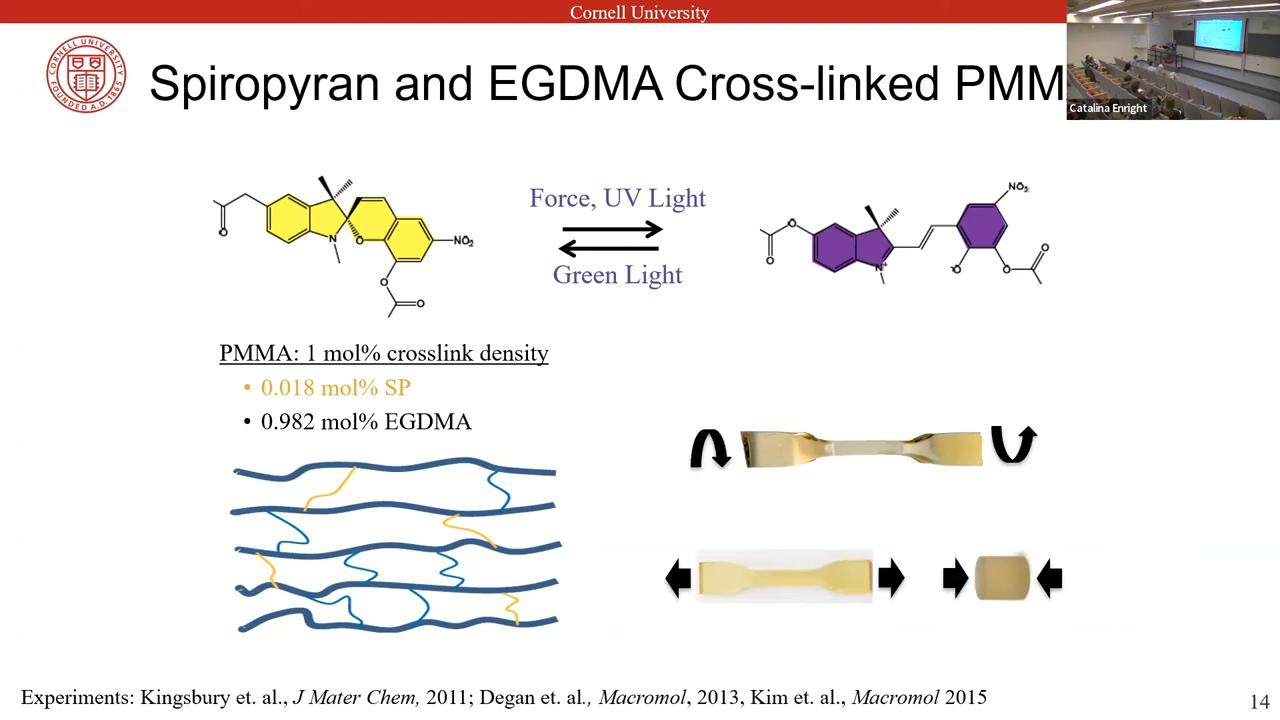 Cornell University
CORNELL UNIVERSITY
FOUNDED A.D. 1865
Spiropyran and EGDMA Cross-linked PMM
Catalina Enright
Force, UV Light
Green Light
O
N
O
NO2
O
O
O
O
N+
NO2
-O
O
O
PMMA: 1 mol% crosslink density
• 0.018 mol% SP
• 0.982 mol% EGDMA
Experiments: Kingsbury et. al., J Mater Chem, 2011; Degan et. al., Macromol, 2013, Kim et. al., Macromol 2015
14